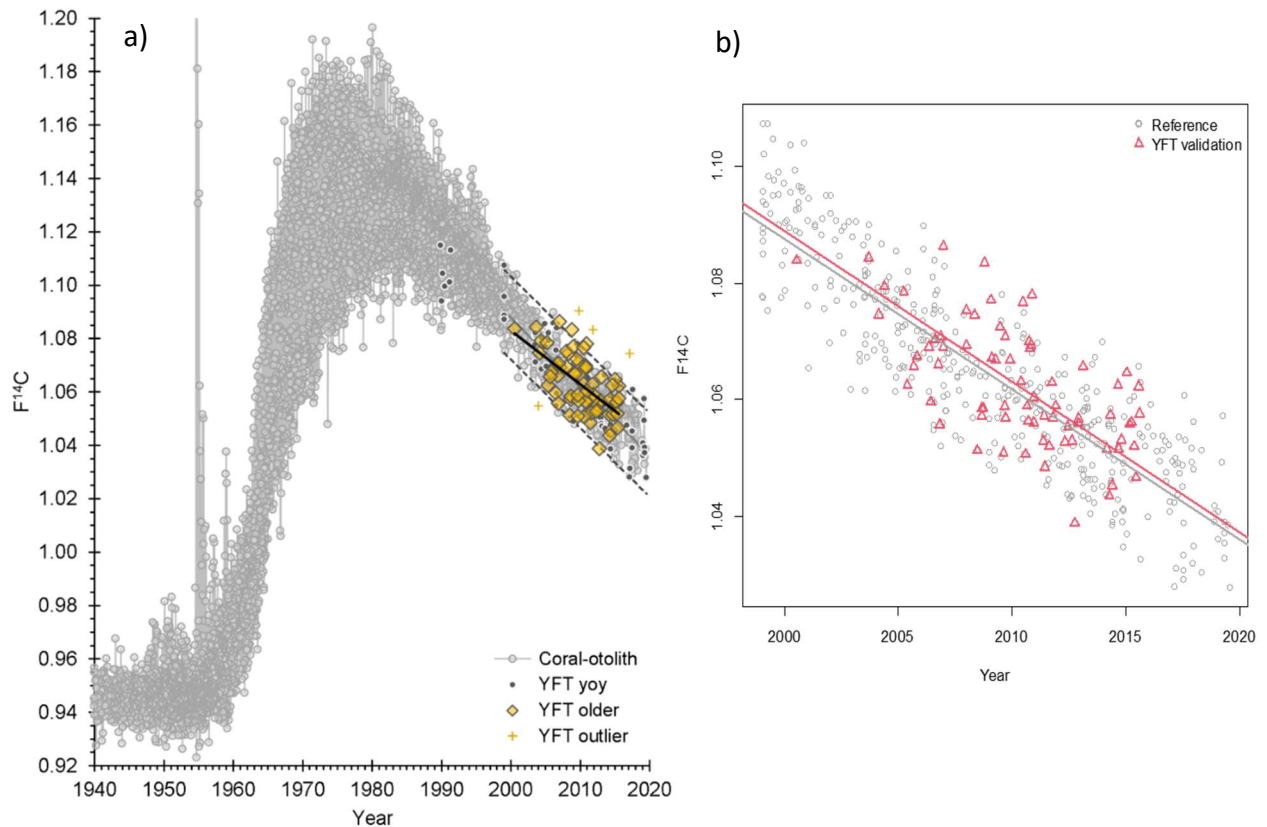 a)
1.20
1.18
1.16
1.14
1.12
1.10
1.08
1.06
1.04
1.02
1.00
0.98
0.96
0.94
0.92
F¹⁴C
1940 1950 1960 1970 1980 1990 2000 2010 2020
Year
Coral-otolith
YFT yoy
YFT older
YFT outlier
b)
Reference
YFT validation
1.10
1.08
1.06
1.04
F14C
2000 2005 2010 2015 2020
Year